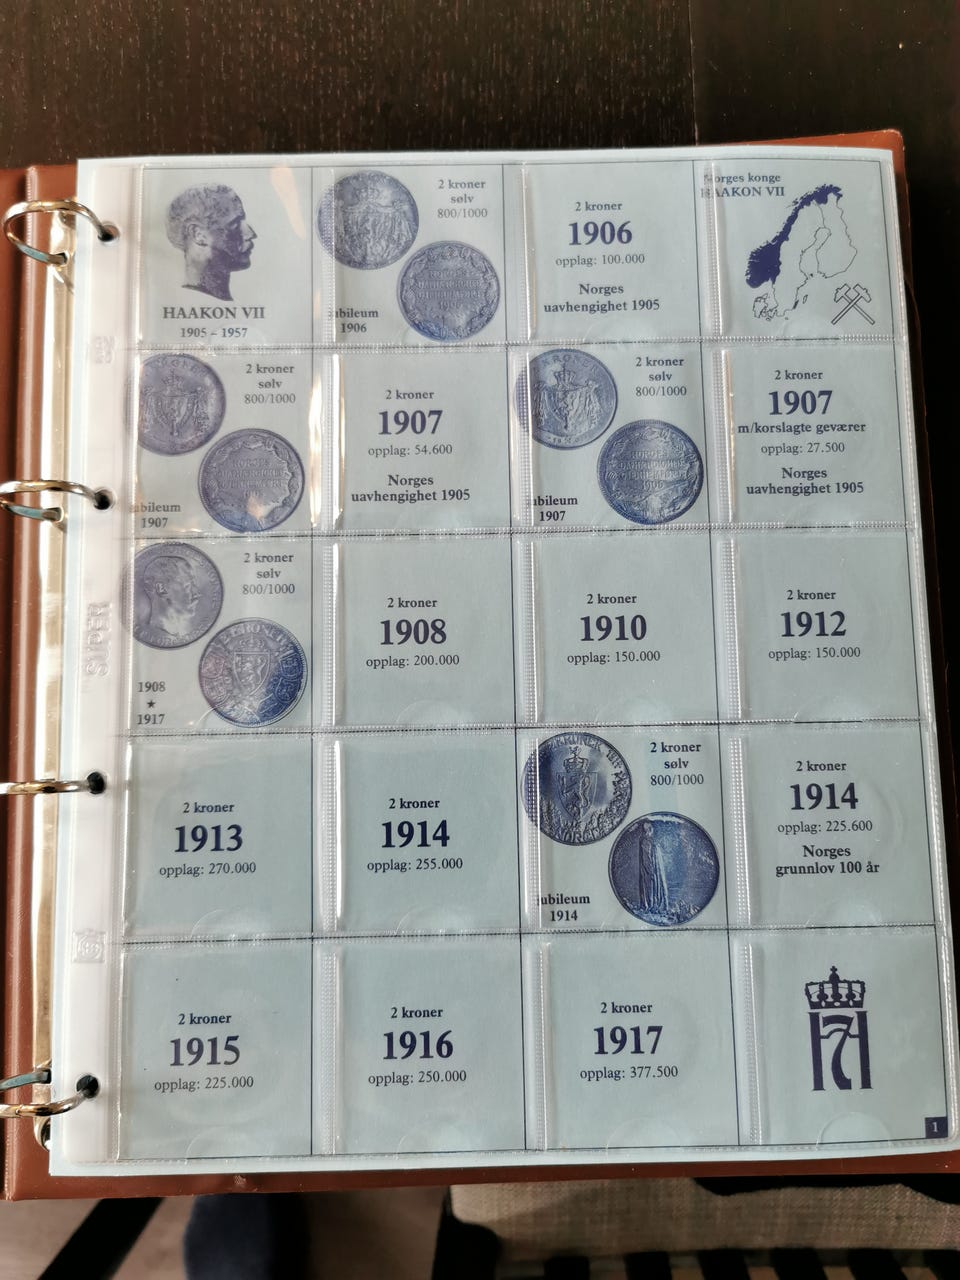 HAAKON VII
1905 – 1957
2 kroner
sølv
800/1000
ubileum
1906
2 kroner
1906
opplag: 100.000
Norges
uavhengighet 1905
Norges konge
HAAKON VII
2 kroner
sølv
800/1000
ubileum
1907
2 kroner
1907
opplag: 54.600
Norges
uavhengighet 1905
2 kroner
sølv
800/1000
ubileum
1907
2 kroner
1907
m/korslagte geværer
opplag: 27.500
Norges
uavhengighet 1905
2 kroner
sølv
800/1000
1908
★
1917
2 kroner
1908
opplag: 200.000
2 kroner
1910
opplag: 150.000
2 kroner
1912
opplag: 150.000
2 kroner
1913
opplag: 270.000
2 kroner
1914
opplag: 255.000
2 kroner
sølv
800/1000
ubileum
1914
2 kroner
1914
opplag: 225.600
Norges
grunnlov 100 år
2 kroner
1915
opplag: 225.000
2 kroner
1916
opplag: 250.000
2 kroner
1917
opplag: 377.500
H7
1